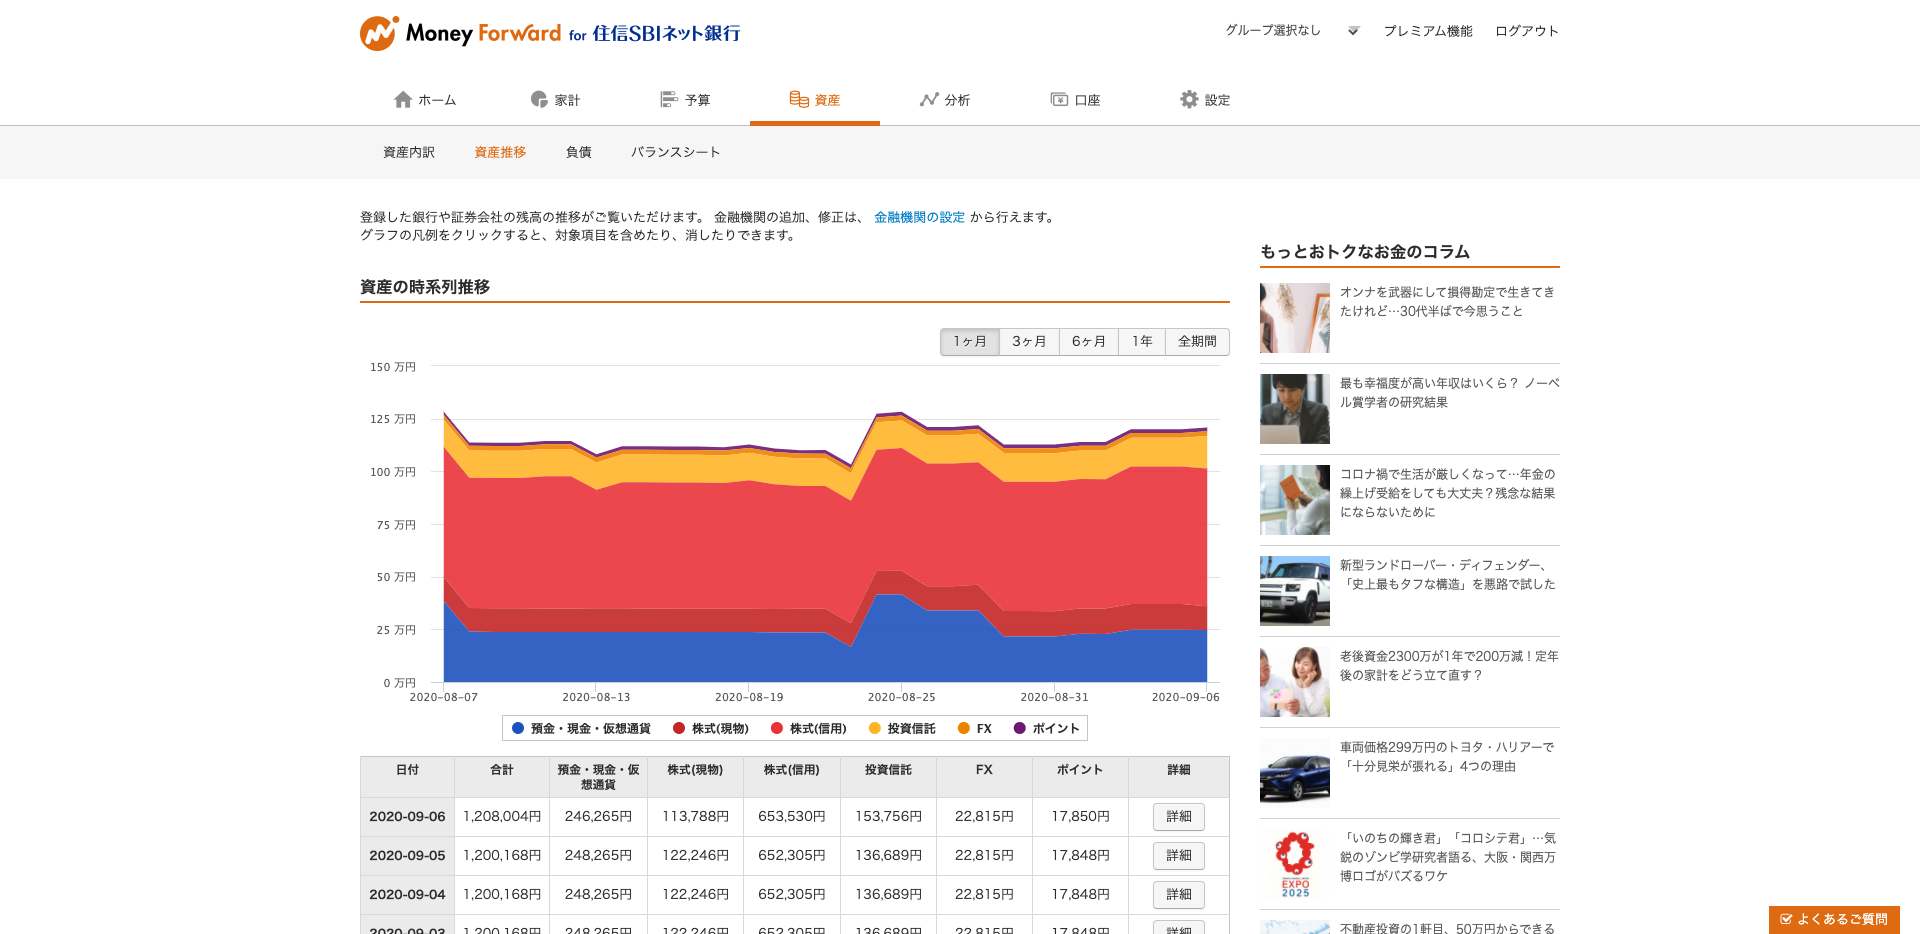 Money Forward for 住信SBIネット銀行
グループ選択なし
プレミアム機能
ログアウト
ホーム
家計
予算
資産
分析
口座
設定
資産内訳
資産推移
負債
バランスシート
登録した銀行や証券会社の残高の推移がご覧いただけます。 金融機関の追加、修正は、 金融機関の設定 から行えます。
グラフの凡例をクリックすると、対象項目を含めたり、消したりできます。
資産の時系列推移
1ヶ月 3ヶ月 6ヶ月 1年 全期間
150 万円
125 万円
100 万円
75 万円
50 万円
25 万円
0 万円
2020-08-07 2020-08-13 2020-08-19 2020-08-25 2020-08-31 2020-09-06
預金・現金・仮想通貨 株式(現物) 株式(信用) 投資信託 FX ポイント
日付 合計 預金・現金・仮想通貨 株式(現物) 株式(信用) 投資信託 FX ポイント 詳細
2020-09-06 1,208,004円 246,265円 113,788円 653,530円 153,756円 22,815円 17,850円 詳細
2020-09-05 1,200,168円 248,265円 122,246円 652,305円 136,689円 22,815円 17,848円 詳細
2020-09-04 1,200,168円 248,265円 122,246円 652,305円 136,689円 22,815円 17,848円 詳細
2020-09-03 1,200,168円 248,265円 122,246円 652,305円 136,689円 22,815円 17,848円 詳細
もっとおトクなお金のコラム
オンナを武器にして損得勘定で生きてき
たけれど…30代半ばで今思うこと
最も幸福度が高い年収はいくら？ ノーベ
ル賞学者の研究結果
コロナ禍で生活が厳しくなって…年金の
繰上げ受給をしても大丈夫？残念な結果
にならないために
新型ランドローバー・ディフェンダー、
「史上最もタフな構造」を悪路で試した
老後資金2300万が1年で200万減！定年
後の家計をどう立て直す？
車両価格299万円のトヨタ・ハリアーで
「十分見栄が張れる」4つの理由
「いのちの輝き君」「コロシテ君」…気
鋭のゾンビ学研究者語る、大阪・関西万
博ロゴがバズるワケ
EXPO
2025
不動産投資の1軒目、50万円からできる
よくあるご質問